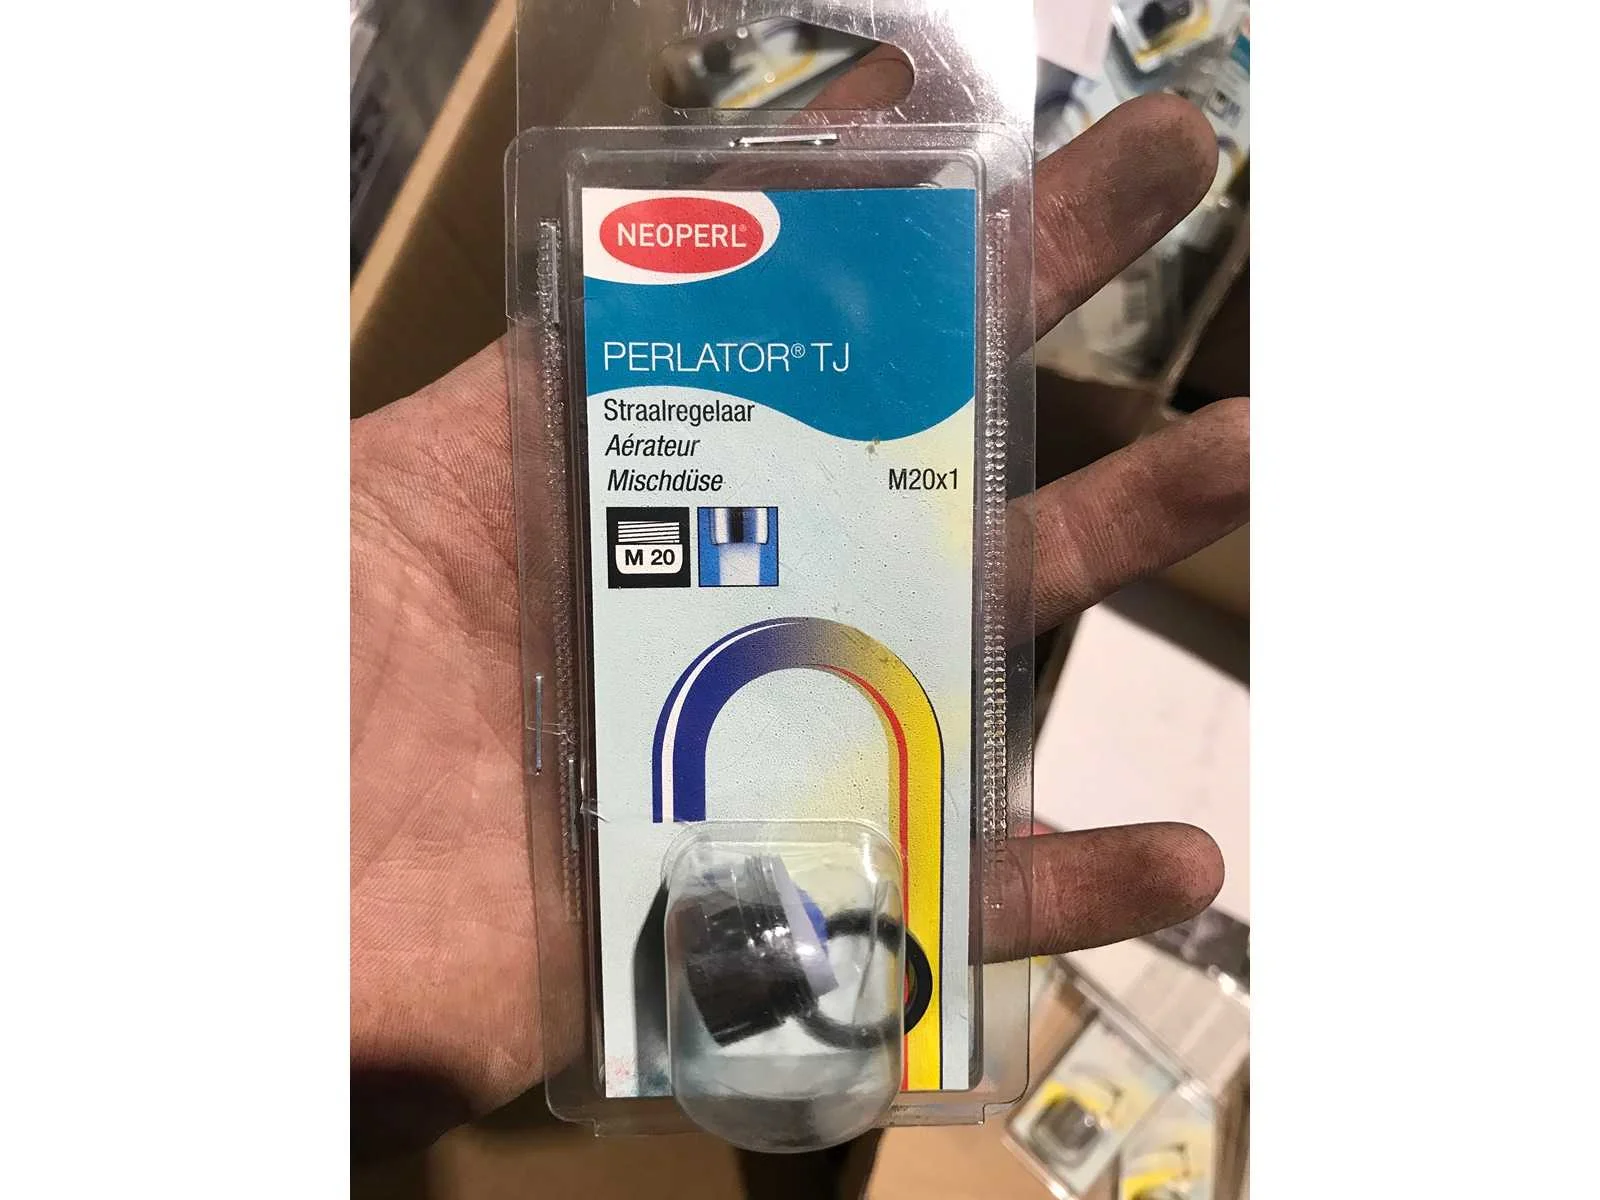 NEOPERL®
PERLATOR® TJ
Straalregelaar
Aérateur
Mischdüse
M20x1
M 20